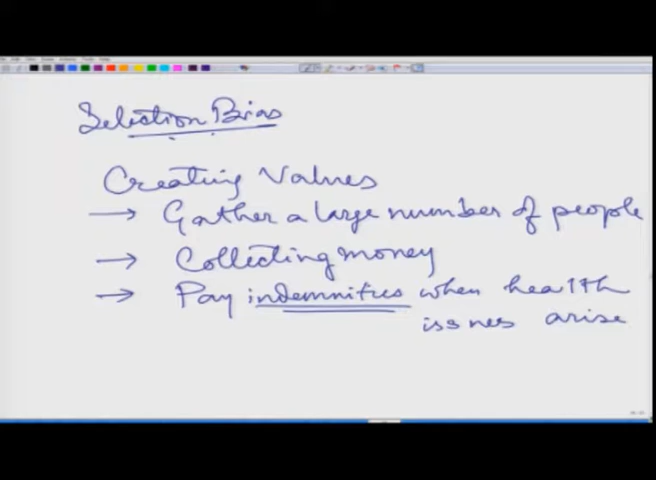 Selection Bias
Creating Values
→ Gather a large number of people
→ Collecting money
→ Pay indemnities when health
issues arise